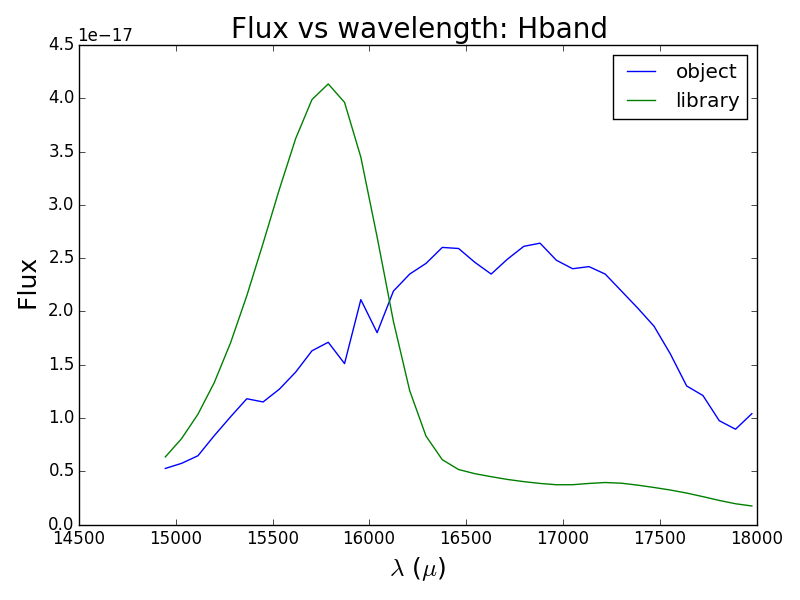 Flux vs wavelength: Hband
1e−17
object
library
4.5
4.0
3.5
3.0
2.5
2.0
1.5
1.0
0.5
0.0
Flux
14500 15000 15500 16000 16500 17000 17500 18000
λ (μ)